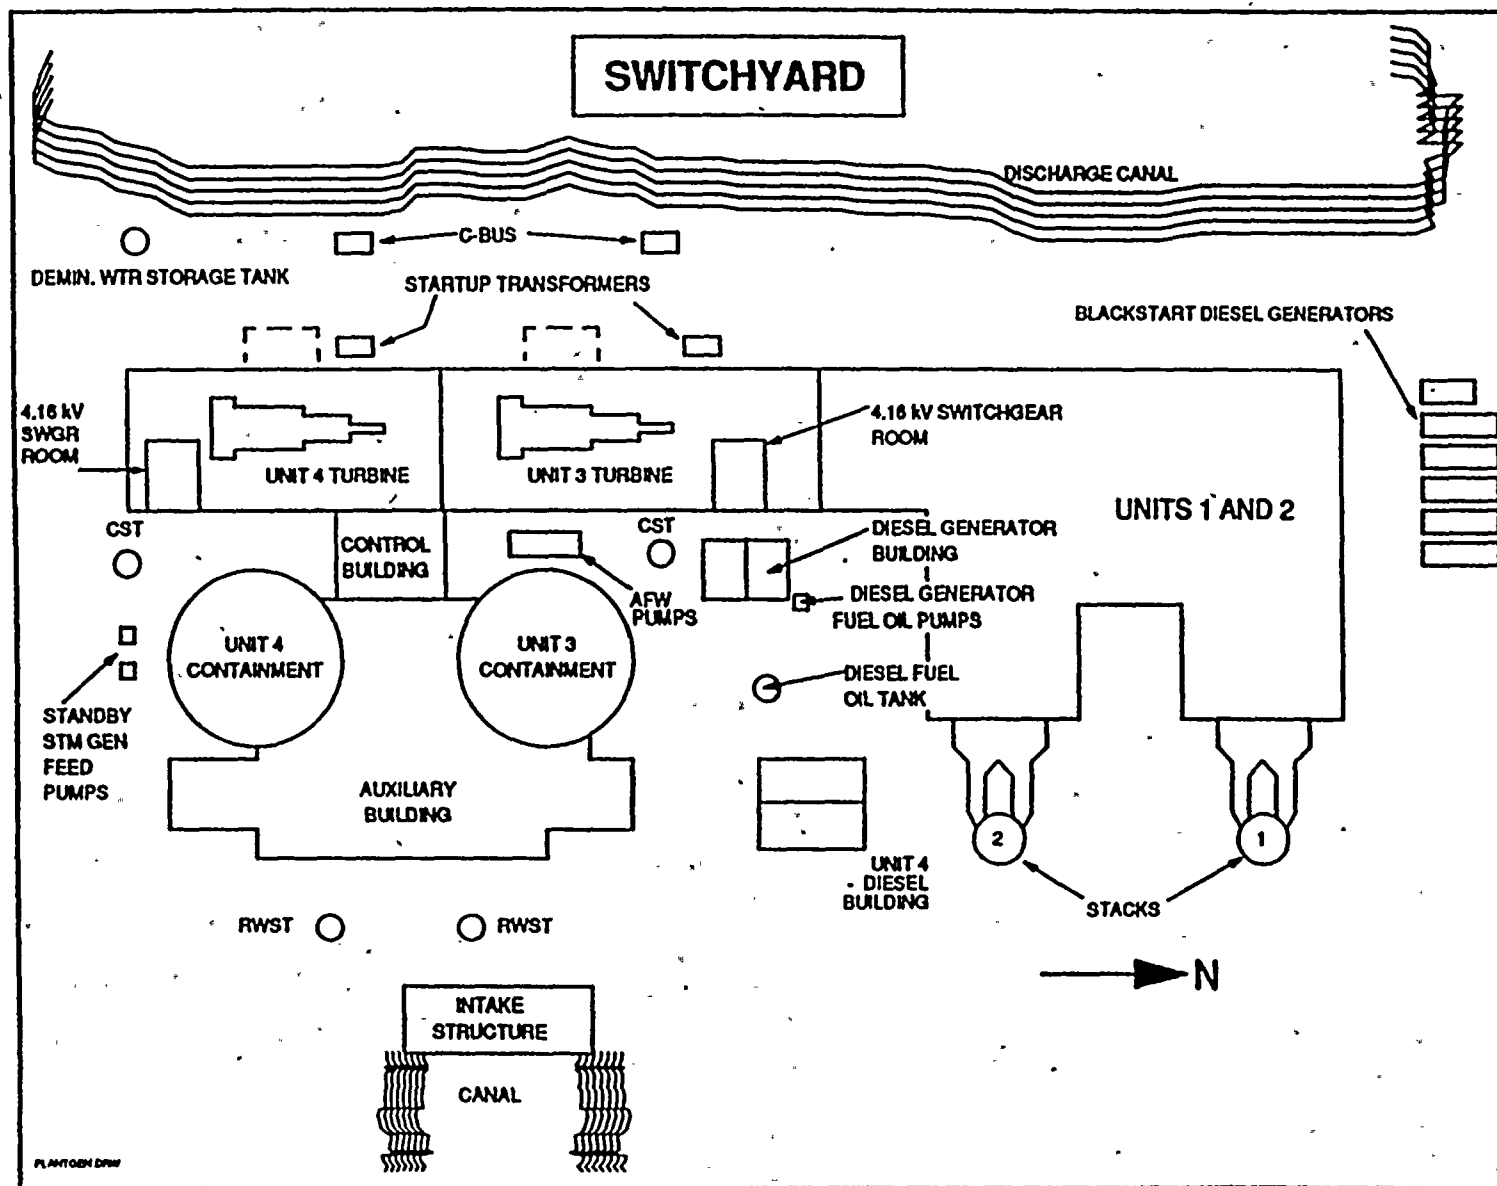 SWITCHYARD
DISCHARGE CANAL
C-BUS
DEMIN. WTR STORAGE TANK
STARTUP TRANSFORMERS
BLACKSTART DIESEL GENERATORS
4.16 kV
SWGR
ROOM
4.16 kV SWITCHGEAR
ROOM
UNIT 4 TURBINE
UNIT 3 TURBINE
UNITS 1 AND 2
CST
CST
CONTROL
BUILDING
DIESEL GENERATOR
BUILDING
AFW
PUMPS
DIESEL GENERATOR
FUEL OIL PUMPS
UNIT 4
CONTAINMENT
UNIT 3
CONTAINMENT
DIESEL FUEL
OIL TANK
STANDBY
STM GEN
FEED
PUMPS
AUXILIARY
BUILDING
2
1
UNIT 4
DIESEL
BUILDING
STACKS
RWST
RWST
N
INTAKE
STRUCTURE
CANAL
PLANTGEN.DRW